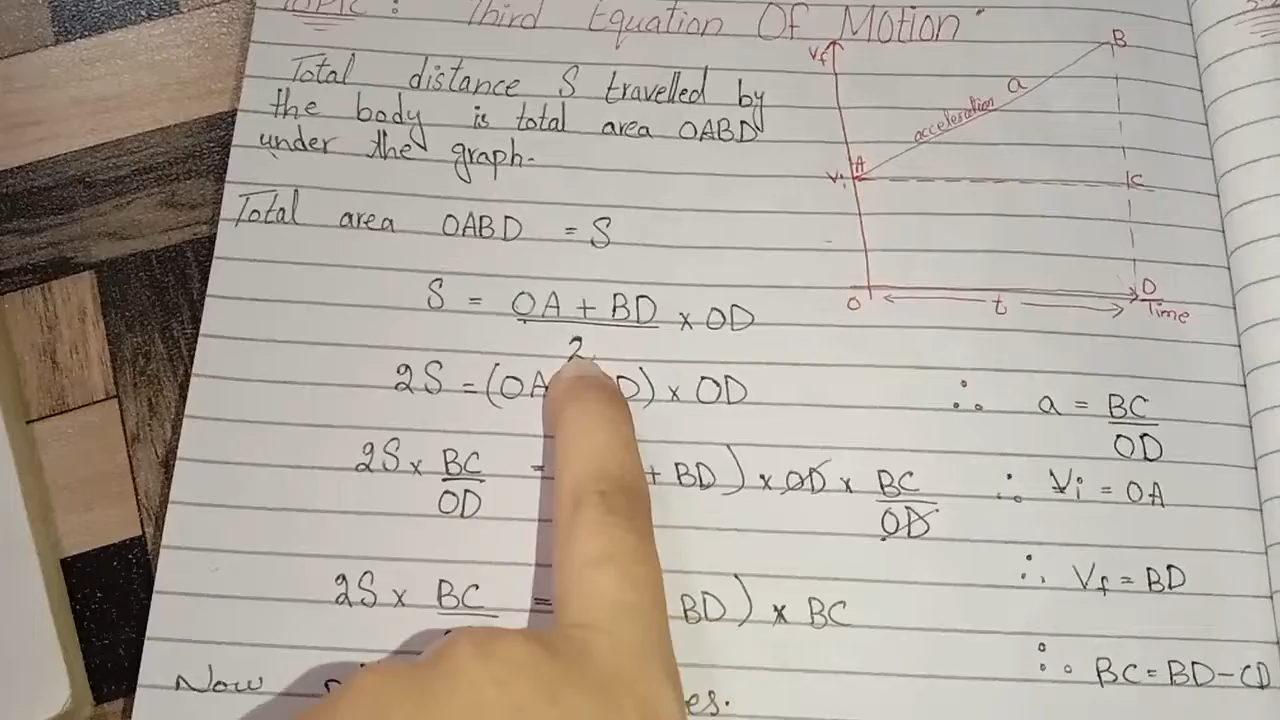 Topic : Third Equation Of Motion
Total distance S travelled by
the body is total area OABD
under the graph.
Total area OABD = S
S = OA + BD / 2 × OD
2S = (OA D) × OD
2S × BC / OD = + BD) × OD × BC / OD
2S × BC = BD) × BC
Now es.
Vf
B
a
acceleration
A
Vi
C
O
t
D
Time
∴ a = BC / OD
∴ Vi = OA
∴ Vf = BD
∴ BC = BD - CD